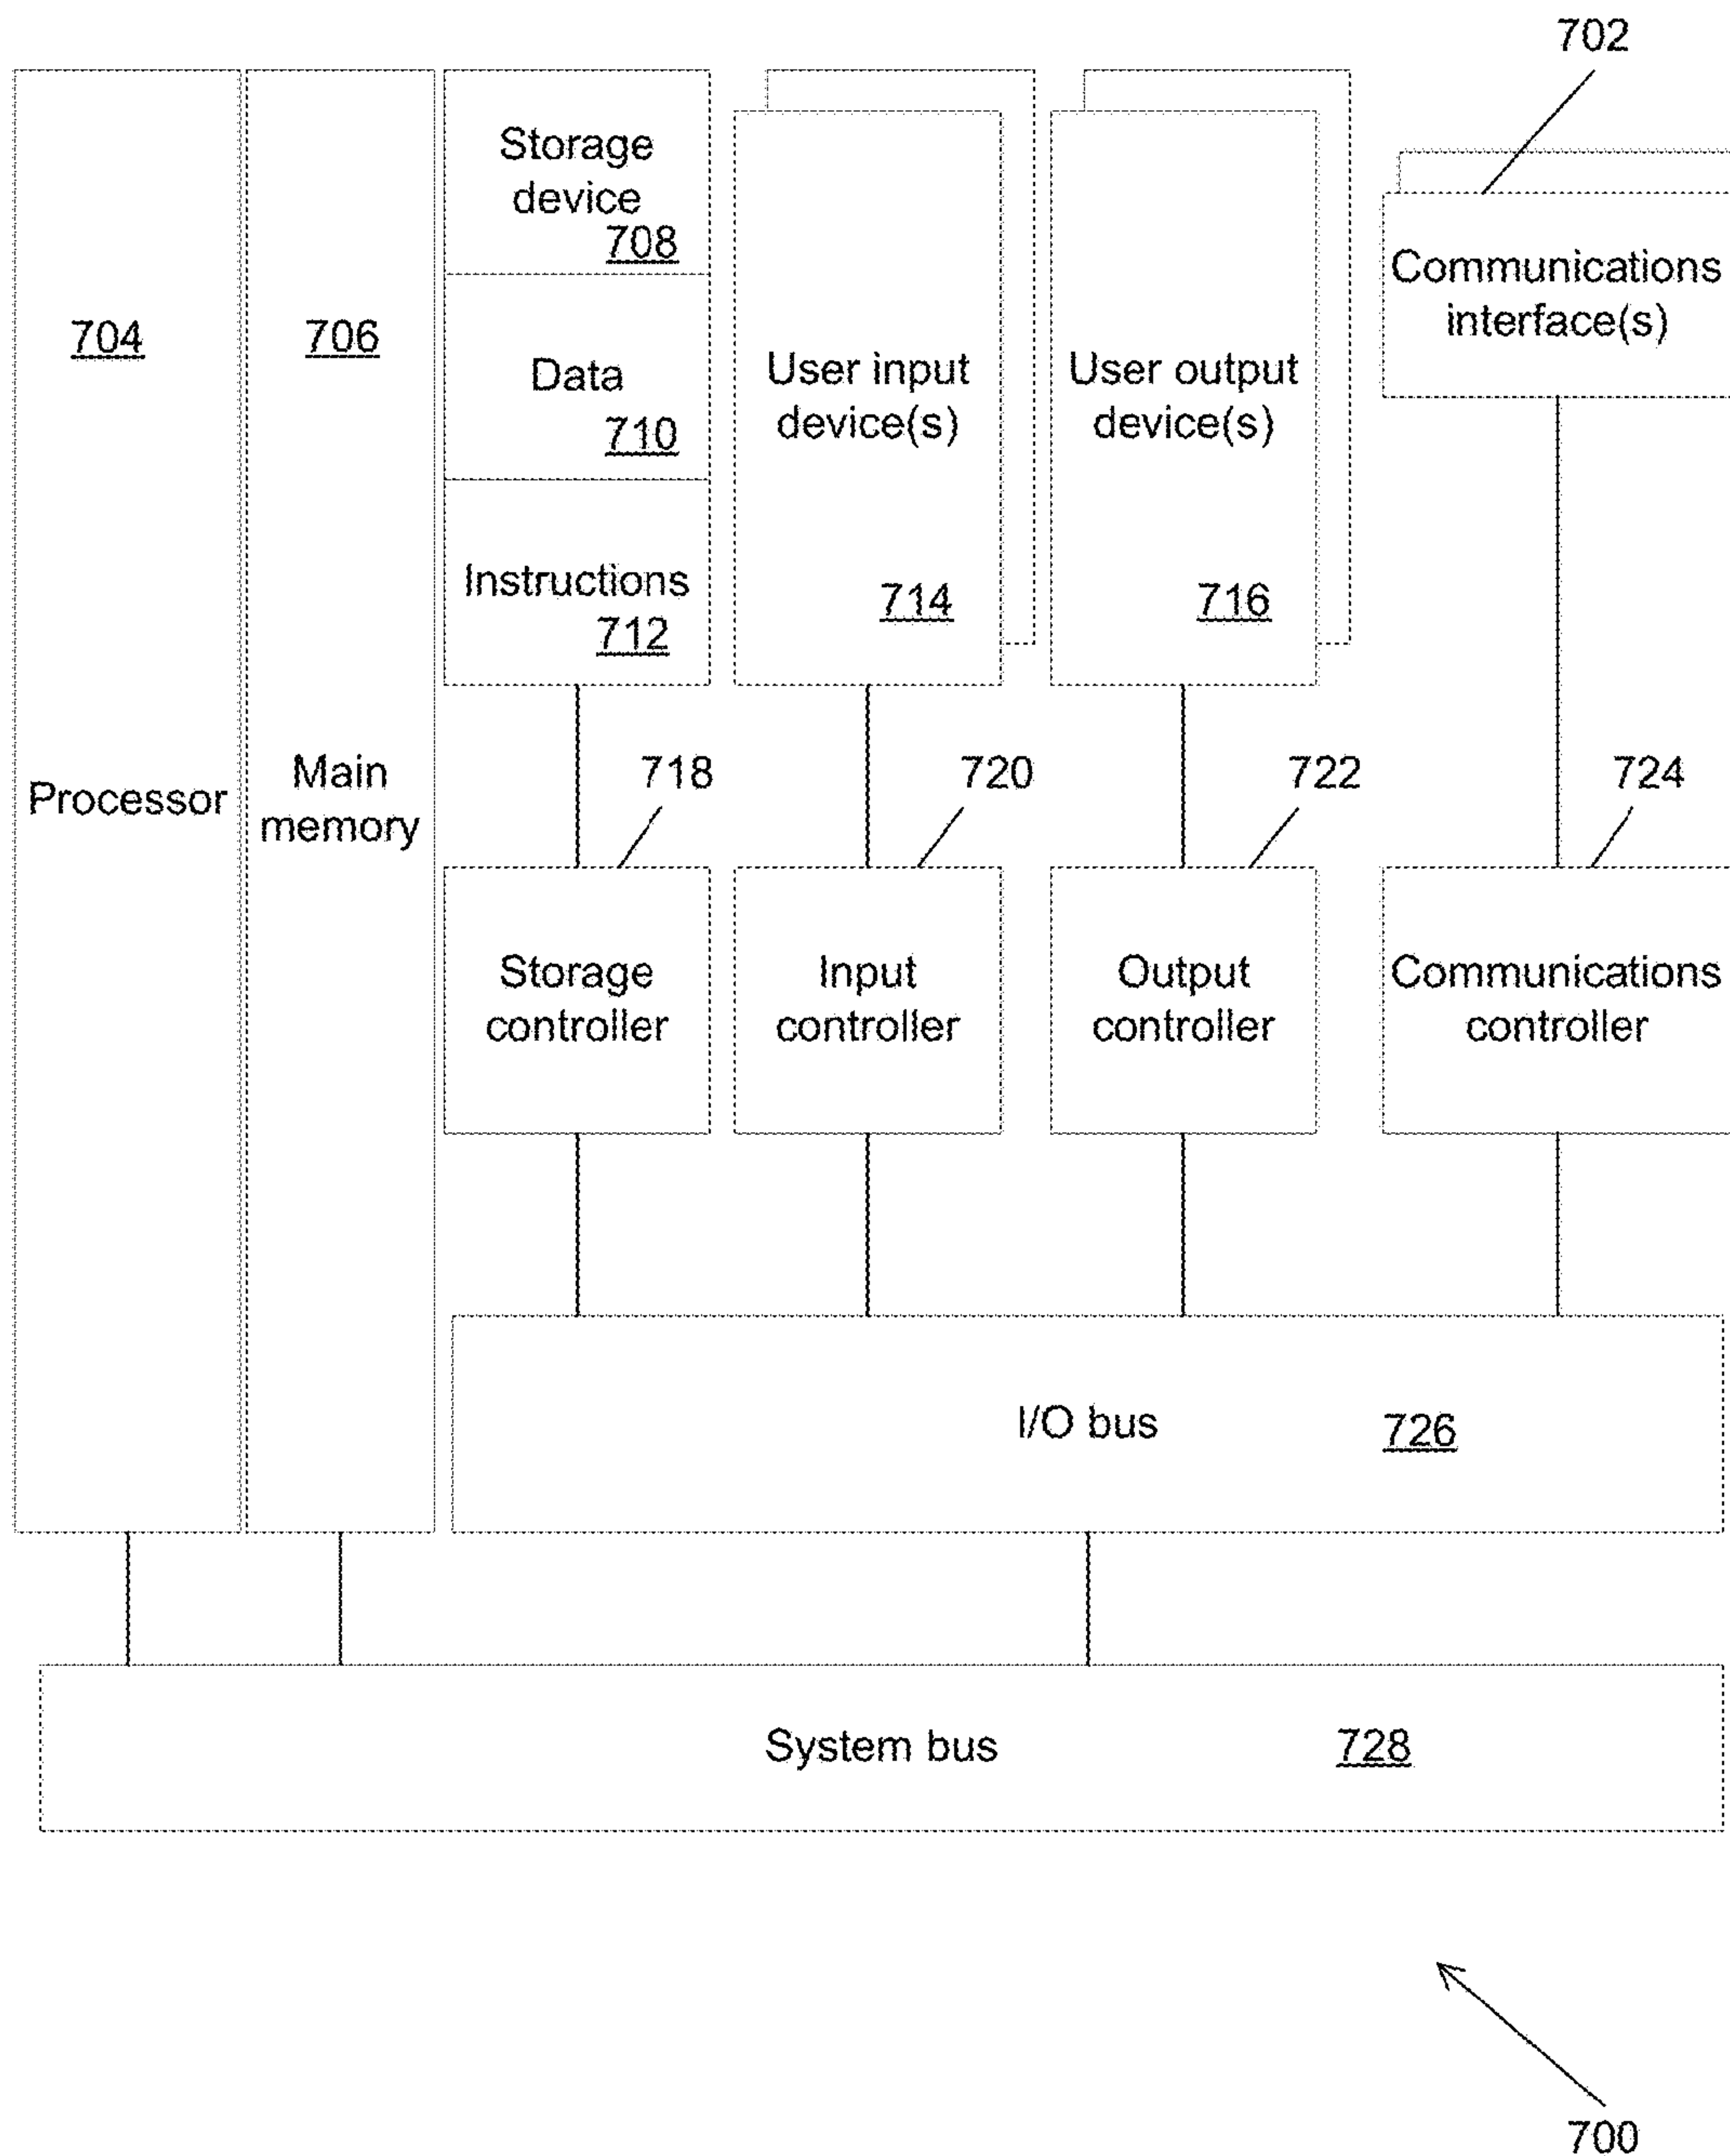 702
Storage
device
708
Communications
interface(s)
704
706
Data
710
User input
device(s)
User output
device(s)
Instructions
712
714
716
Processor
Main
memory
718
720
722
724
Storage
controller
Input
controller
Output
controller
Communications
controller
I/O bus
726
System bus
728
700